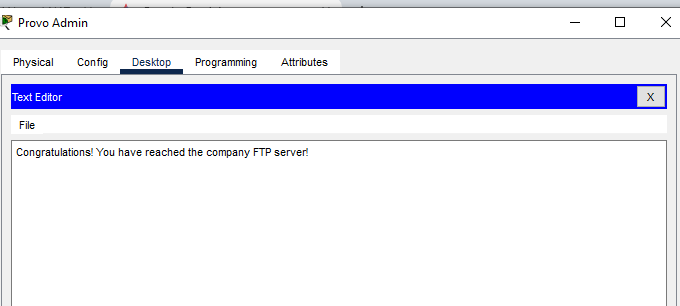 Provo Admin
Physical Config Desktop Programming Attributes
Text Editor X
File
Congratulations! You have reached the company FTP server!